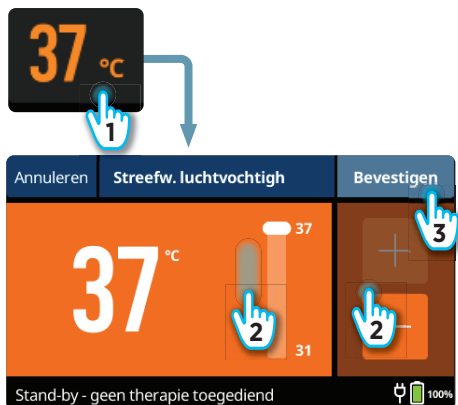 37 °C
1
Annuleren Streefw. luchtvochtigh Bevestigen
3
37
37 °C
2 2
31
Stand-by - geen therapie toegediend 100%